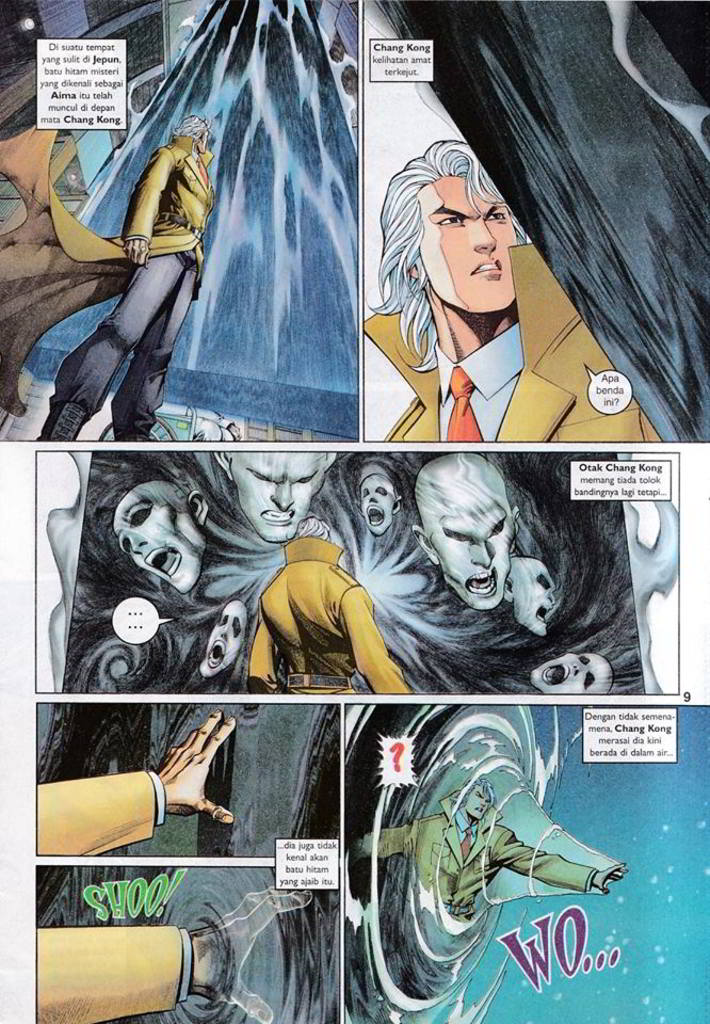 Di suatu tempat
yang sulit di Jepun,
batu hitam misteri
yang dikenali sebagai
Aima itu telah
muncul di depan
mata Chang Kong.
Chang Kong
kelihatan amat
terkejut.
Apa
benda
ini?
Otak Chang Kong
memang tiada tolok
bandingnya lagi tetapi...
...
...
9
...dia juga tidak
kenal akan
batu hitam
yang ajaib itu.
SHOO!
Dengan tidak semena-
mena, Chang Kong
merasai dia kini
berada di dalam air...
?
WO...